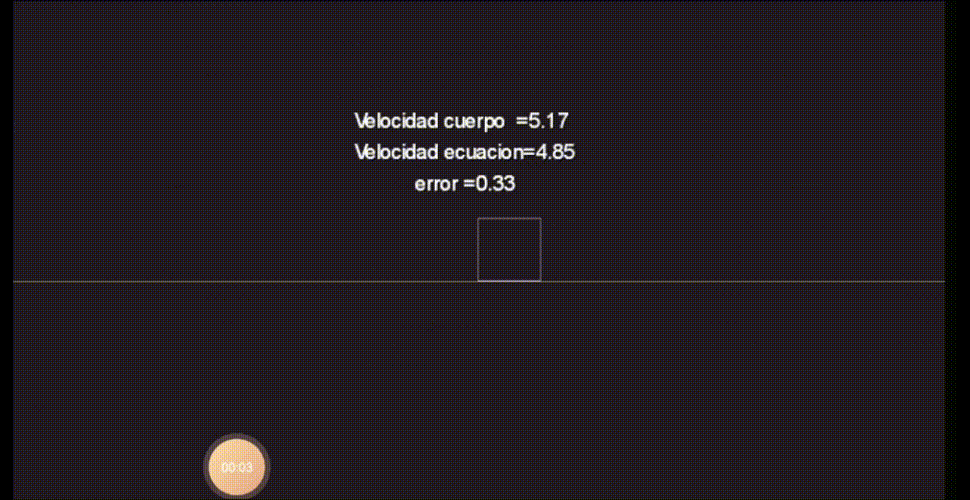 Velocidad cuerpo =5.17
Velocidad ecuacion=4.85
error =0.33
00:03